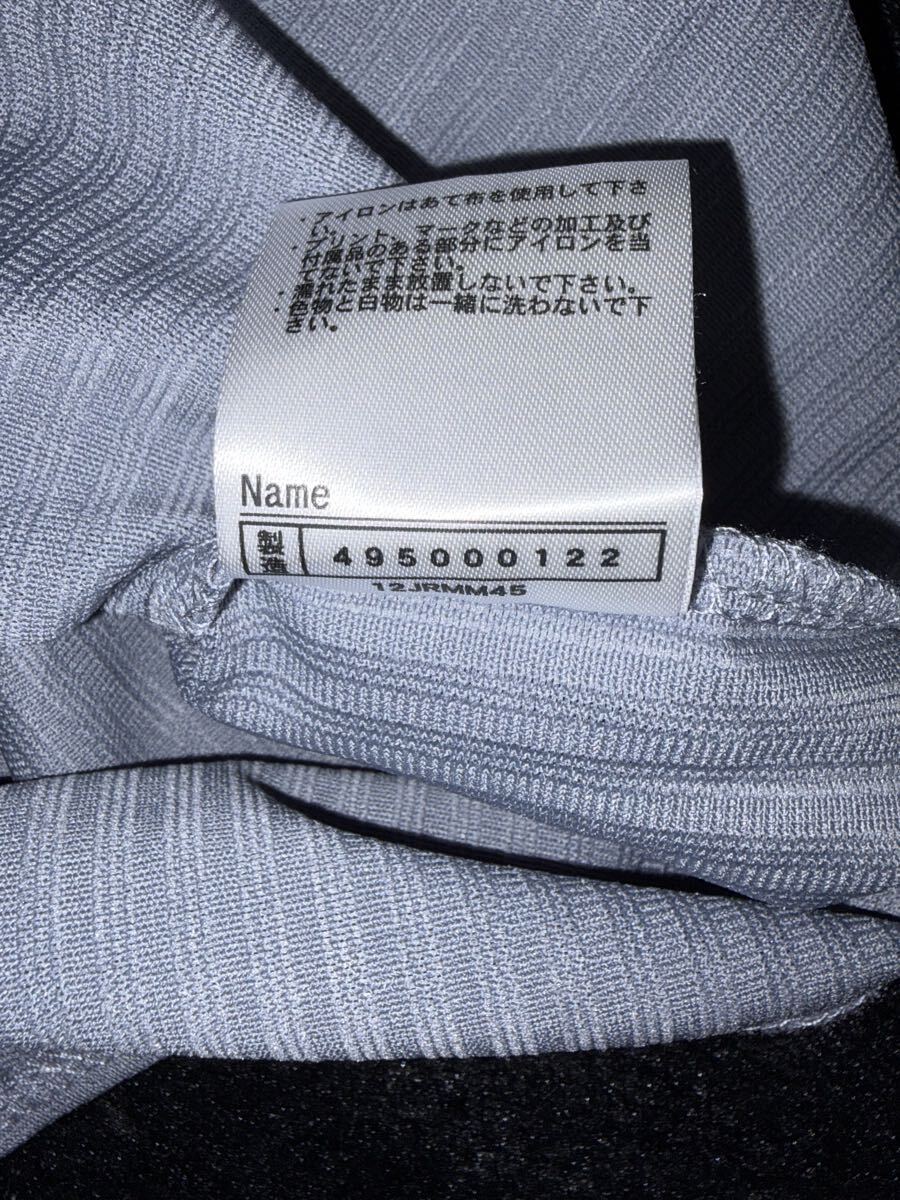 ・アイロンはあて布を使用して下さ
い。
・プリント、マークなどの加工及び
付属品のある部分にアイロンを当
てないで下さい。
・濡れたまま放置しないで下さい。
・色物と白物は一緒に洗わないで下
さい。
Name
製造 495000122
12JRMM45